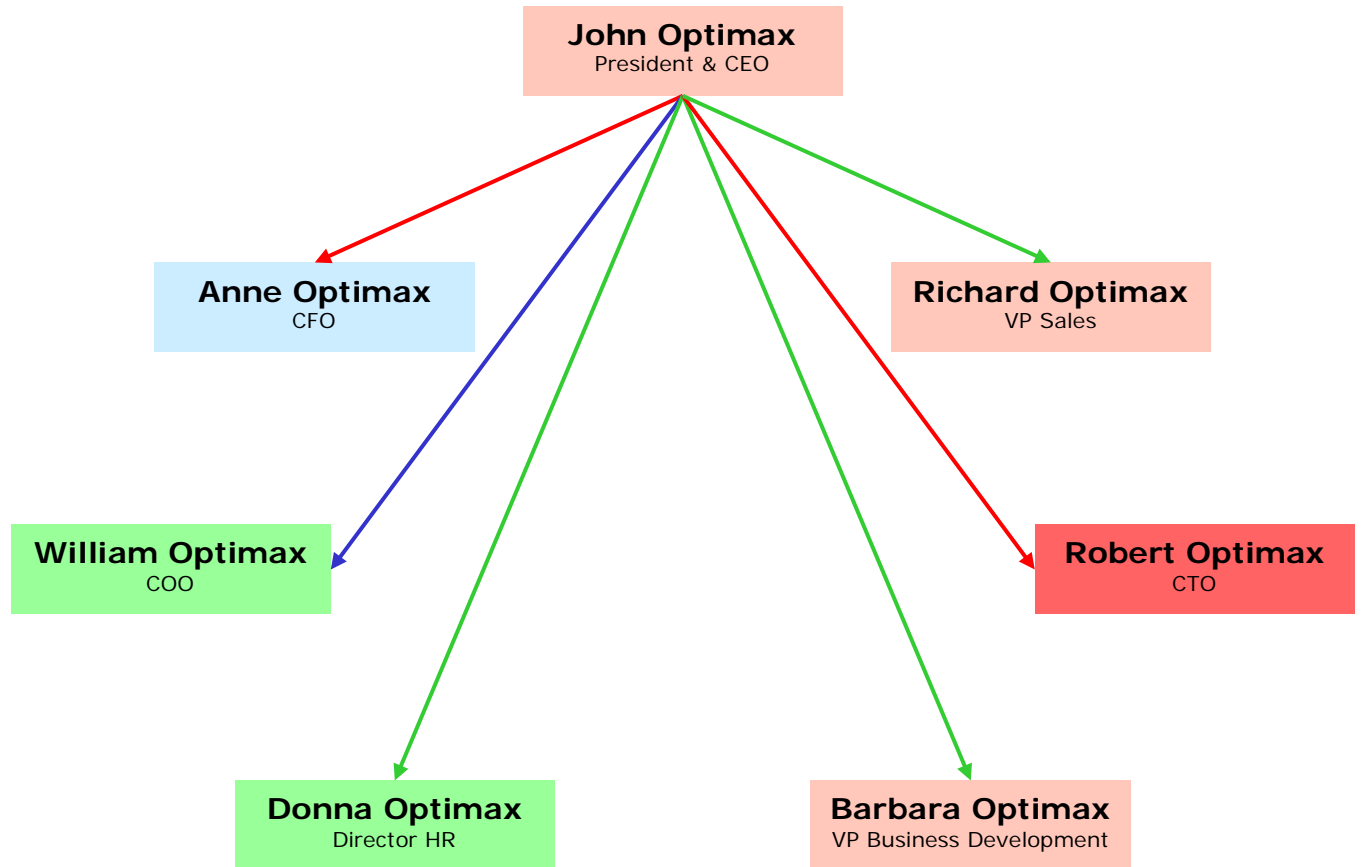 John Optimax
President & CEO
Anne Optimax
CFO
Richard Optimax
VP Sales
William Optimax
COO
Robert Optimax
CTO
Donna Optimax
Director HR
Barbara Optimax
VP Business Development